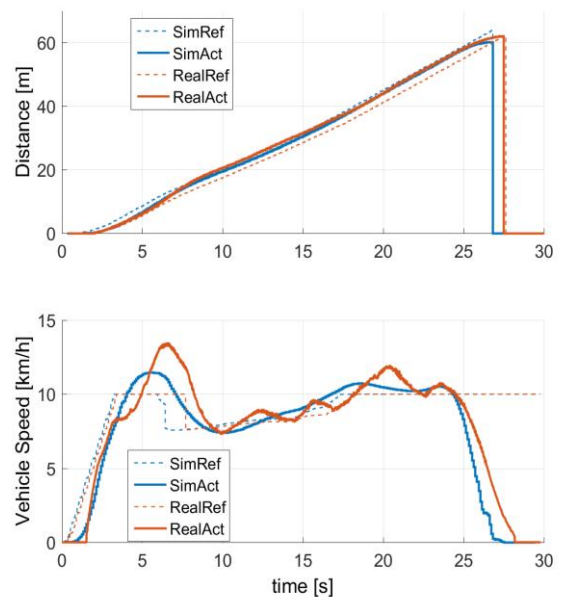 60
40
20
0
Distance [m]
SimRef
SimAct
RealRef
RealAct
0 5 10 15 20 25 30
15
10
5
0
Vehicle Speed [km/h]
SimRef
SimAct
RealRef
RealAct
0 5 10 15 20 25 30
time [s]